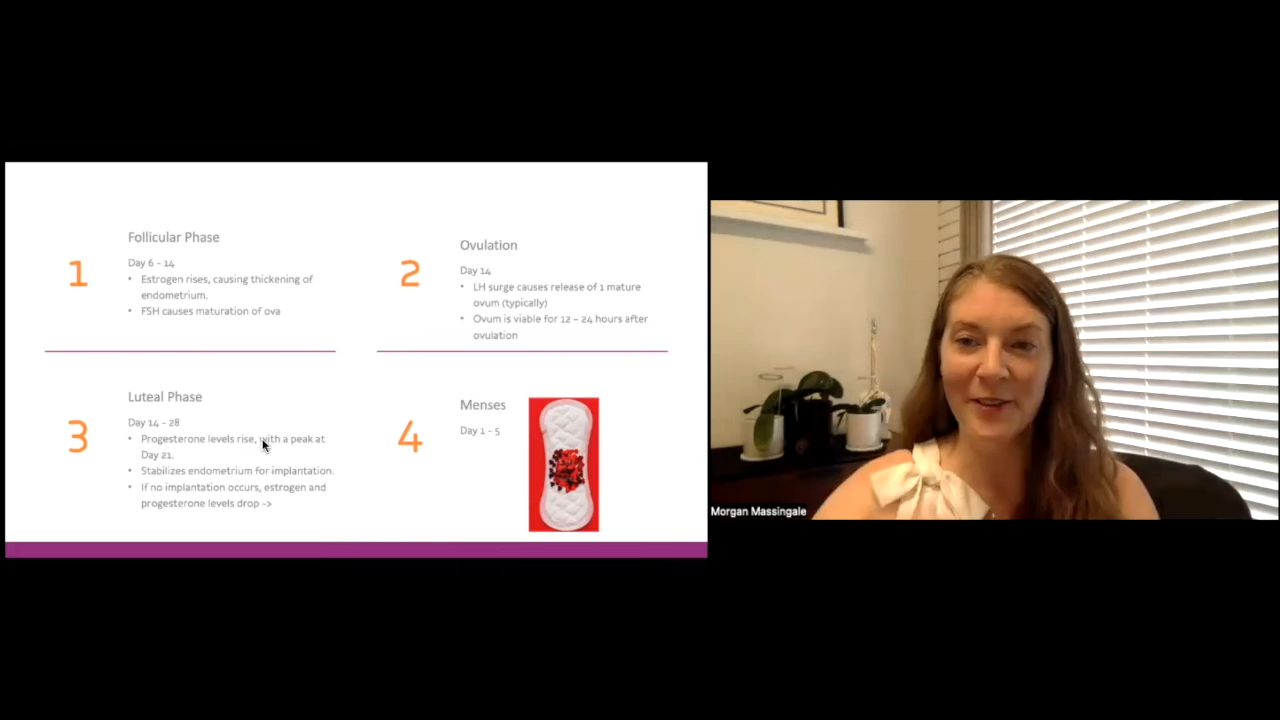 1
Follicular Phase
Day 6 - 14
• Estrogen rises, causing thickening of
endometrium.
• FSH causes maturation of ova
2
Ovulation
Day 14
• LH surge causes release of 1 mature
ovum (typically)
• Ovum is viable for 12 – 24 hours after
ovulation
3
Luteal Phase
Day 14 - 28
• Progesterone levels rise, with a peak at
Day 21.
• Stabilizes endometrium for implantation.
• If no implantation occurs, estrogen and
progesterone levels drop ->
4
Menses
Day 1 - 5
Morgan Massingale